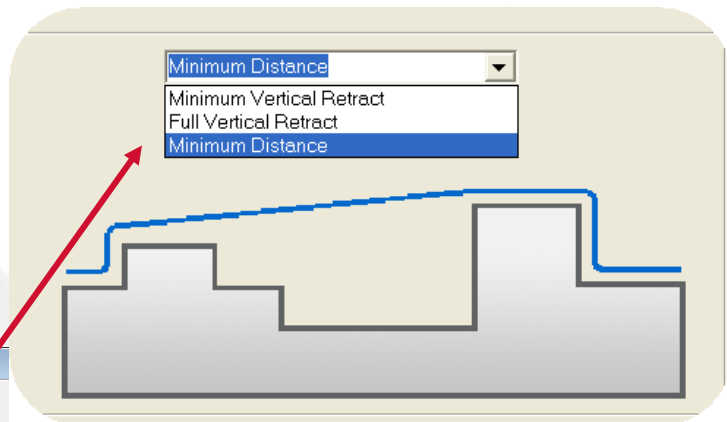 Minimum Distance
Minimum Vertical Retract
Full Vertical Retract
Minimum Distance